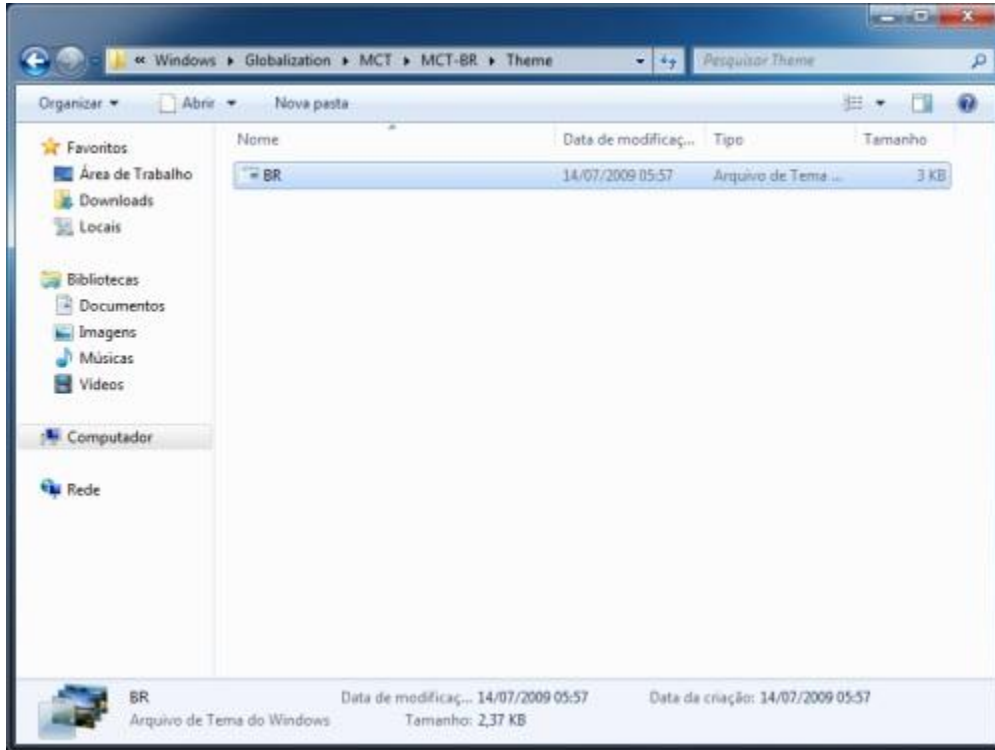 « Windows ▸ Globalization ▸ MCT ▸ MCT-BR ▸ Theme
Pesquisar Theme
Organizar Abrir Nova pasta
Favoritos
Área de Trabalho
Downloads
Locais
Bibliotecas
Documentos
Imagens
Músicas
Vídeos
Computador
Rede
Nome Data de modificaç... Tipo Tamanho
BR 14/07/2009 05:57 Arquivo de Tema ... 3 KB
BR Data de modificaç... 14/07/2009 05:57 Data da criação: 14/07/2009 05:57
Arquivo de Tema do Windows Tamanho: 2,37 KB